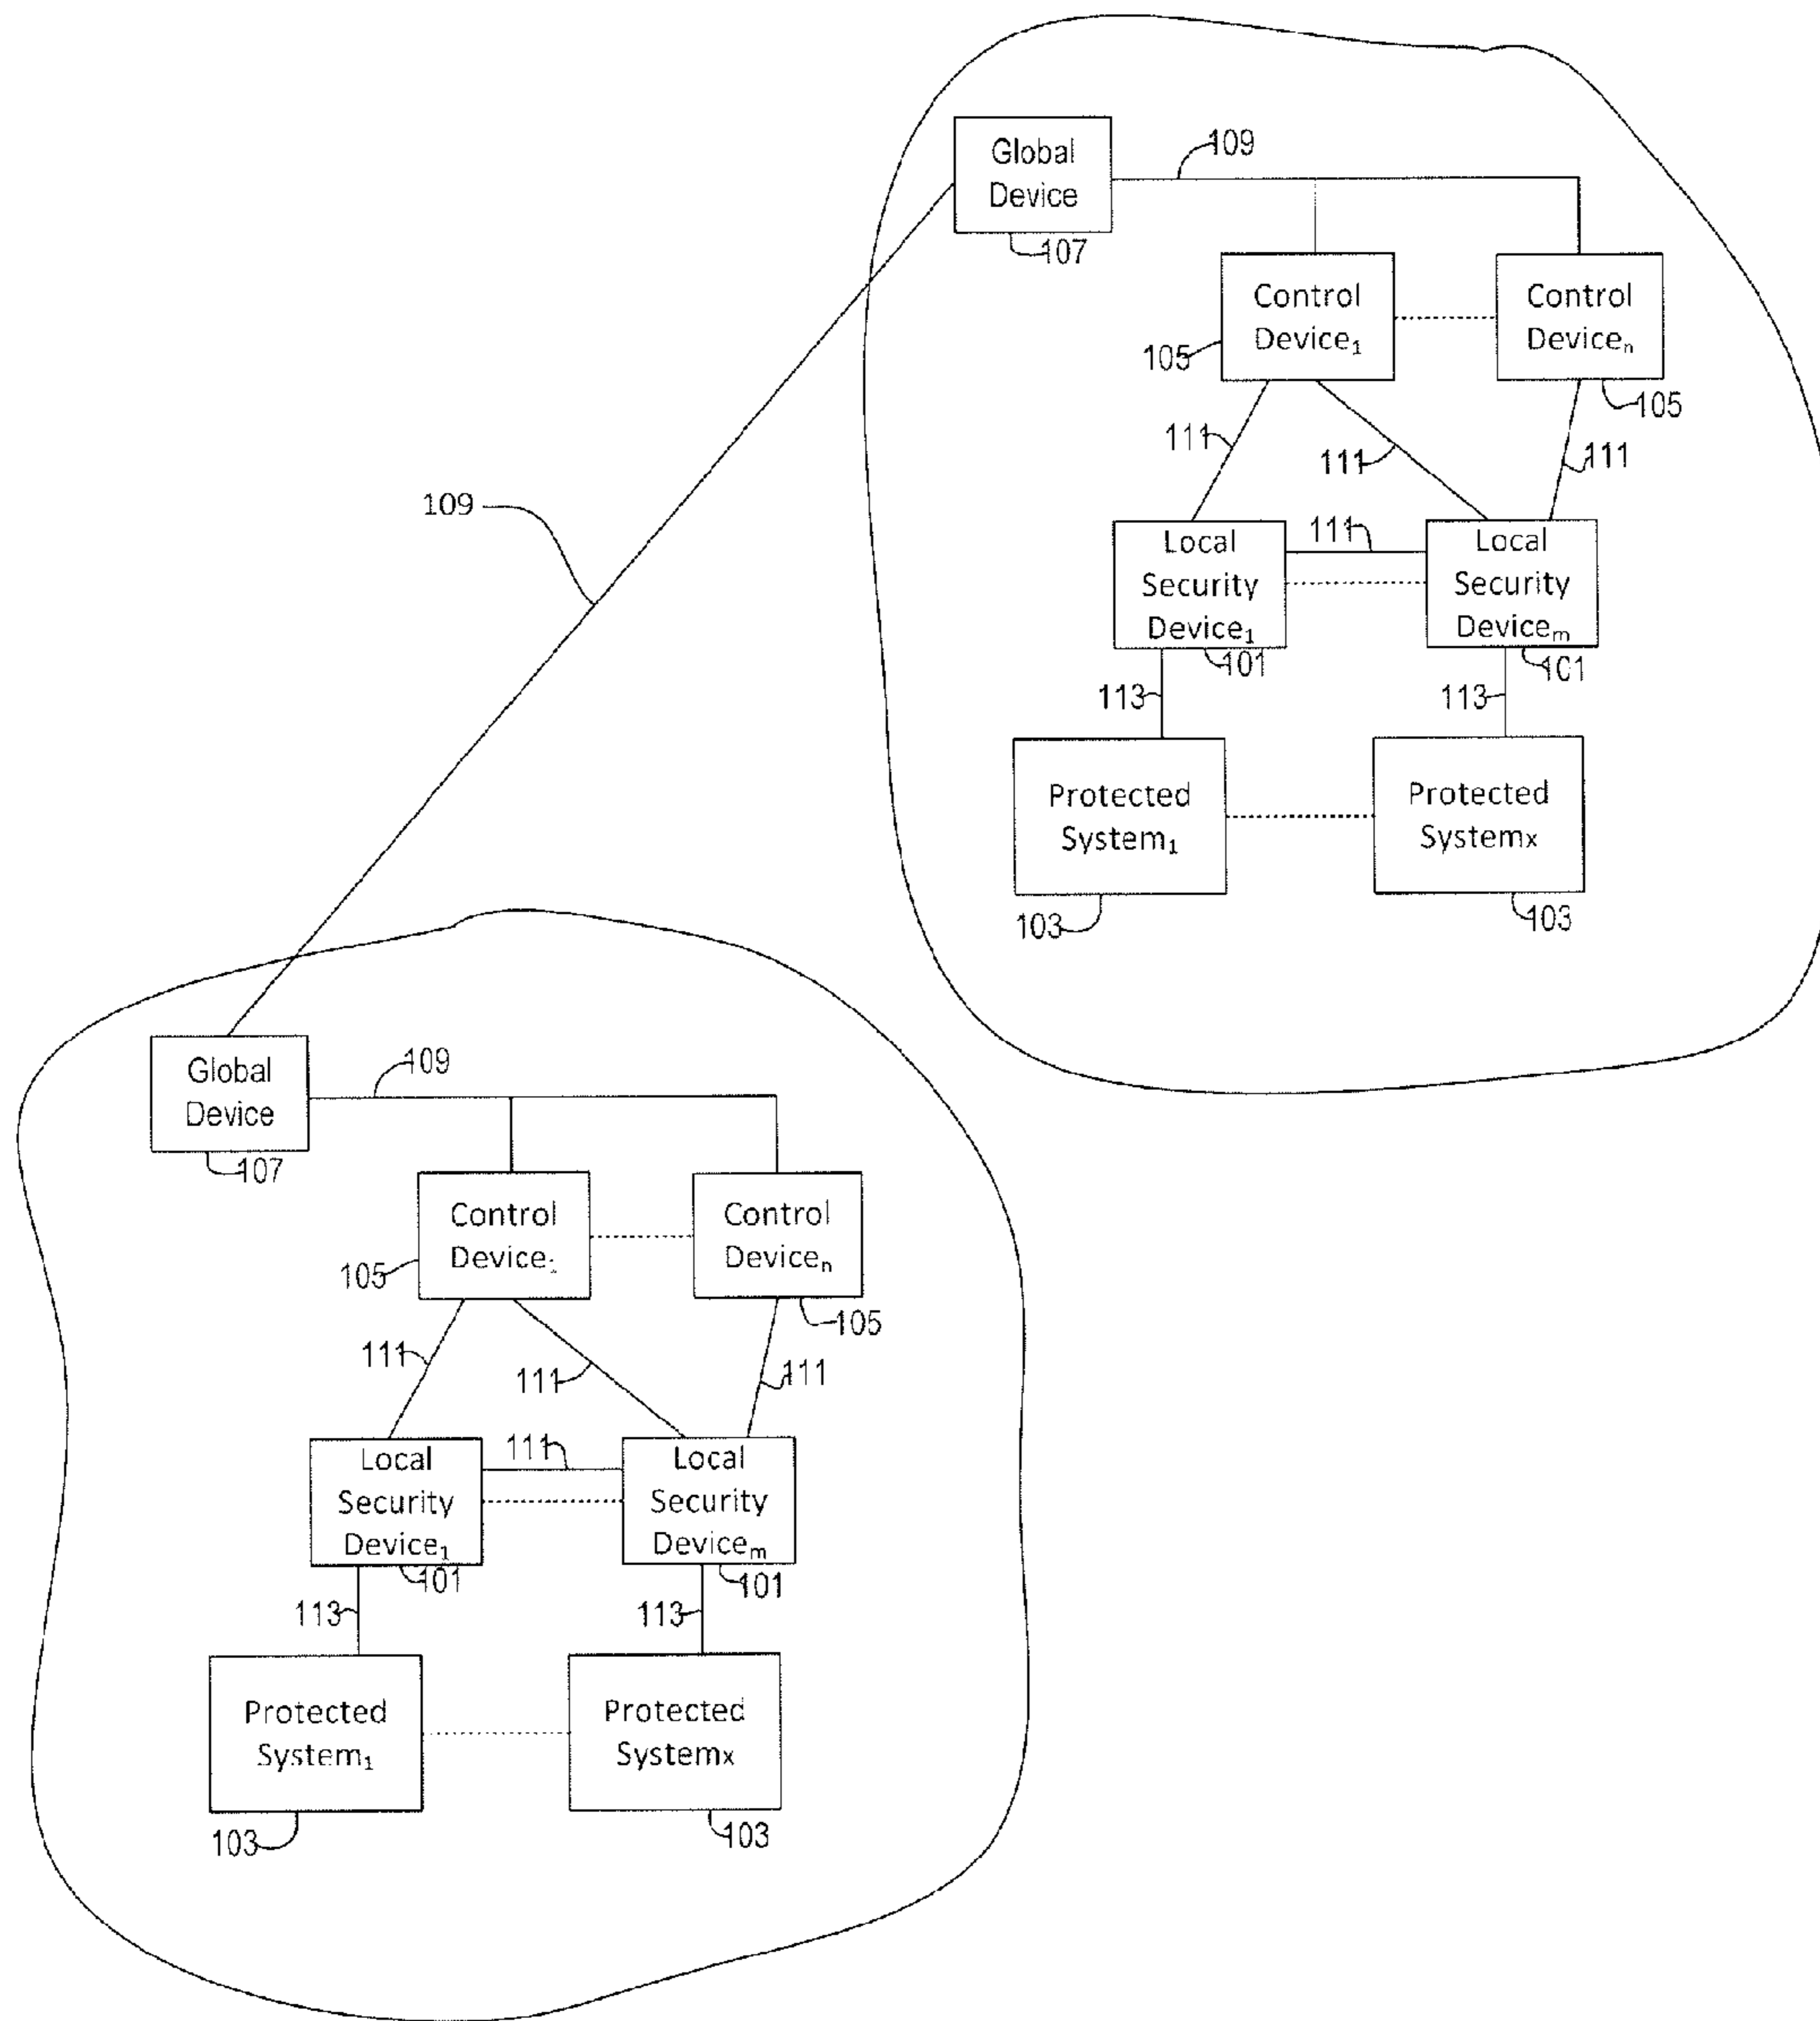 Global
Device
107
109
Control
Device₁
105
Control
Deviceₙ
105
111
111
111
109
Local
Security
Device₁
101
111
Local
Security
Deviceₘ
101
113
113
Protected
System₁
103
Protected
Systemx
103
Global
Device
107
109
Control
Device₁
105
Control
Deviceₙ
105
111
111
111
Local
Security
Device₁
101
111
Local
Security
Deviceₘ
101
113
113
Protected
System₁
103
Protected
Systemx
103